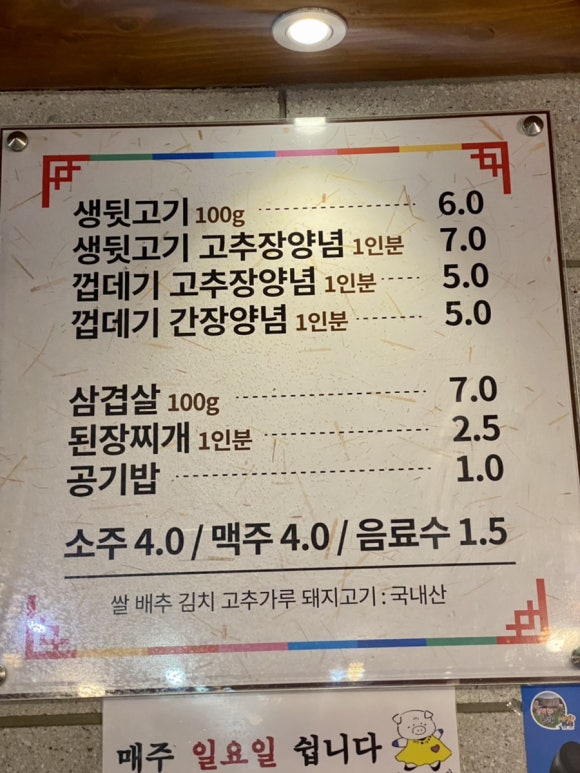 생뒷고기 100g 6.0
생뒷고기 고추장양념 1인분 7.0
껍데기 고추장양념 1인분 5.0
껍데기 간장양념 1인분 5.0
삼겹살 100g 7.0
된장찌개 1인분 2.5
공기밥 1.0
소주 4.0 / 맥주 4.0 / 음료수 1.5
쌀 배추 김치 고추가루 돼지고기 : 국내산
매주 일요일 쉽니다